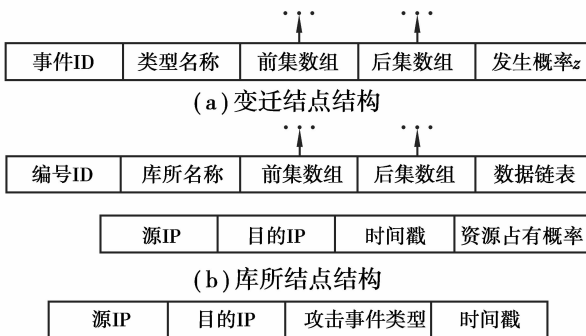 … …
事件ID 类型名称 前集数组 后集数组 发生概率z
(a)变迁结点结构
… …
编号ID 库所名称 前集数组 后集数组 数据链表
源IP 目的IP 时间戳 资源占有概率
(b)库所结点结构
源IP 目的IP 攻击事件类型 时间戳